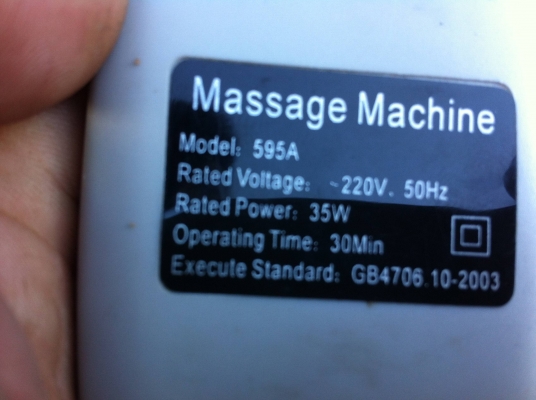 Massage Machine
Model: 595A
Rated Voltage: ~220V. 50Hz
Rated Power: 35W
Operating Time: 30Min
Execute Standard: GB4706.10-2003